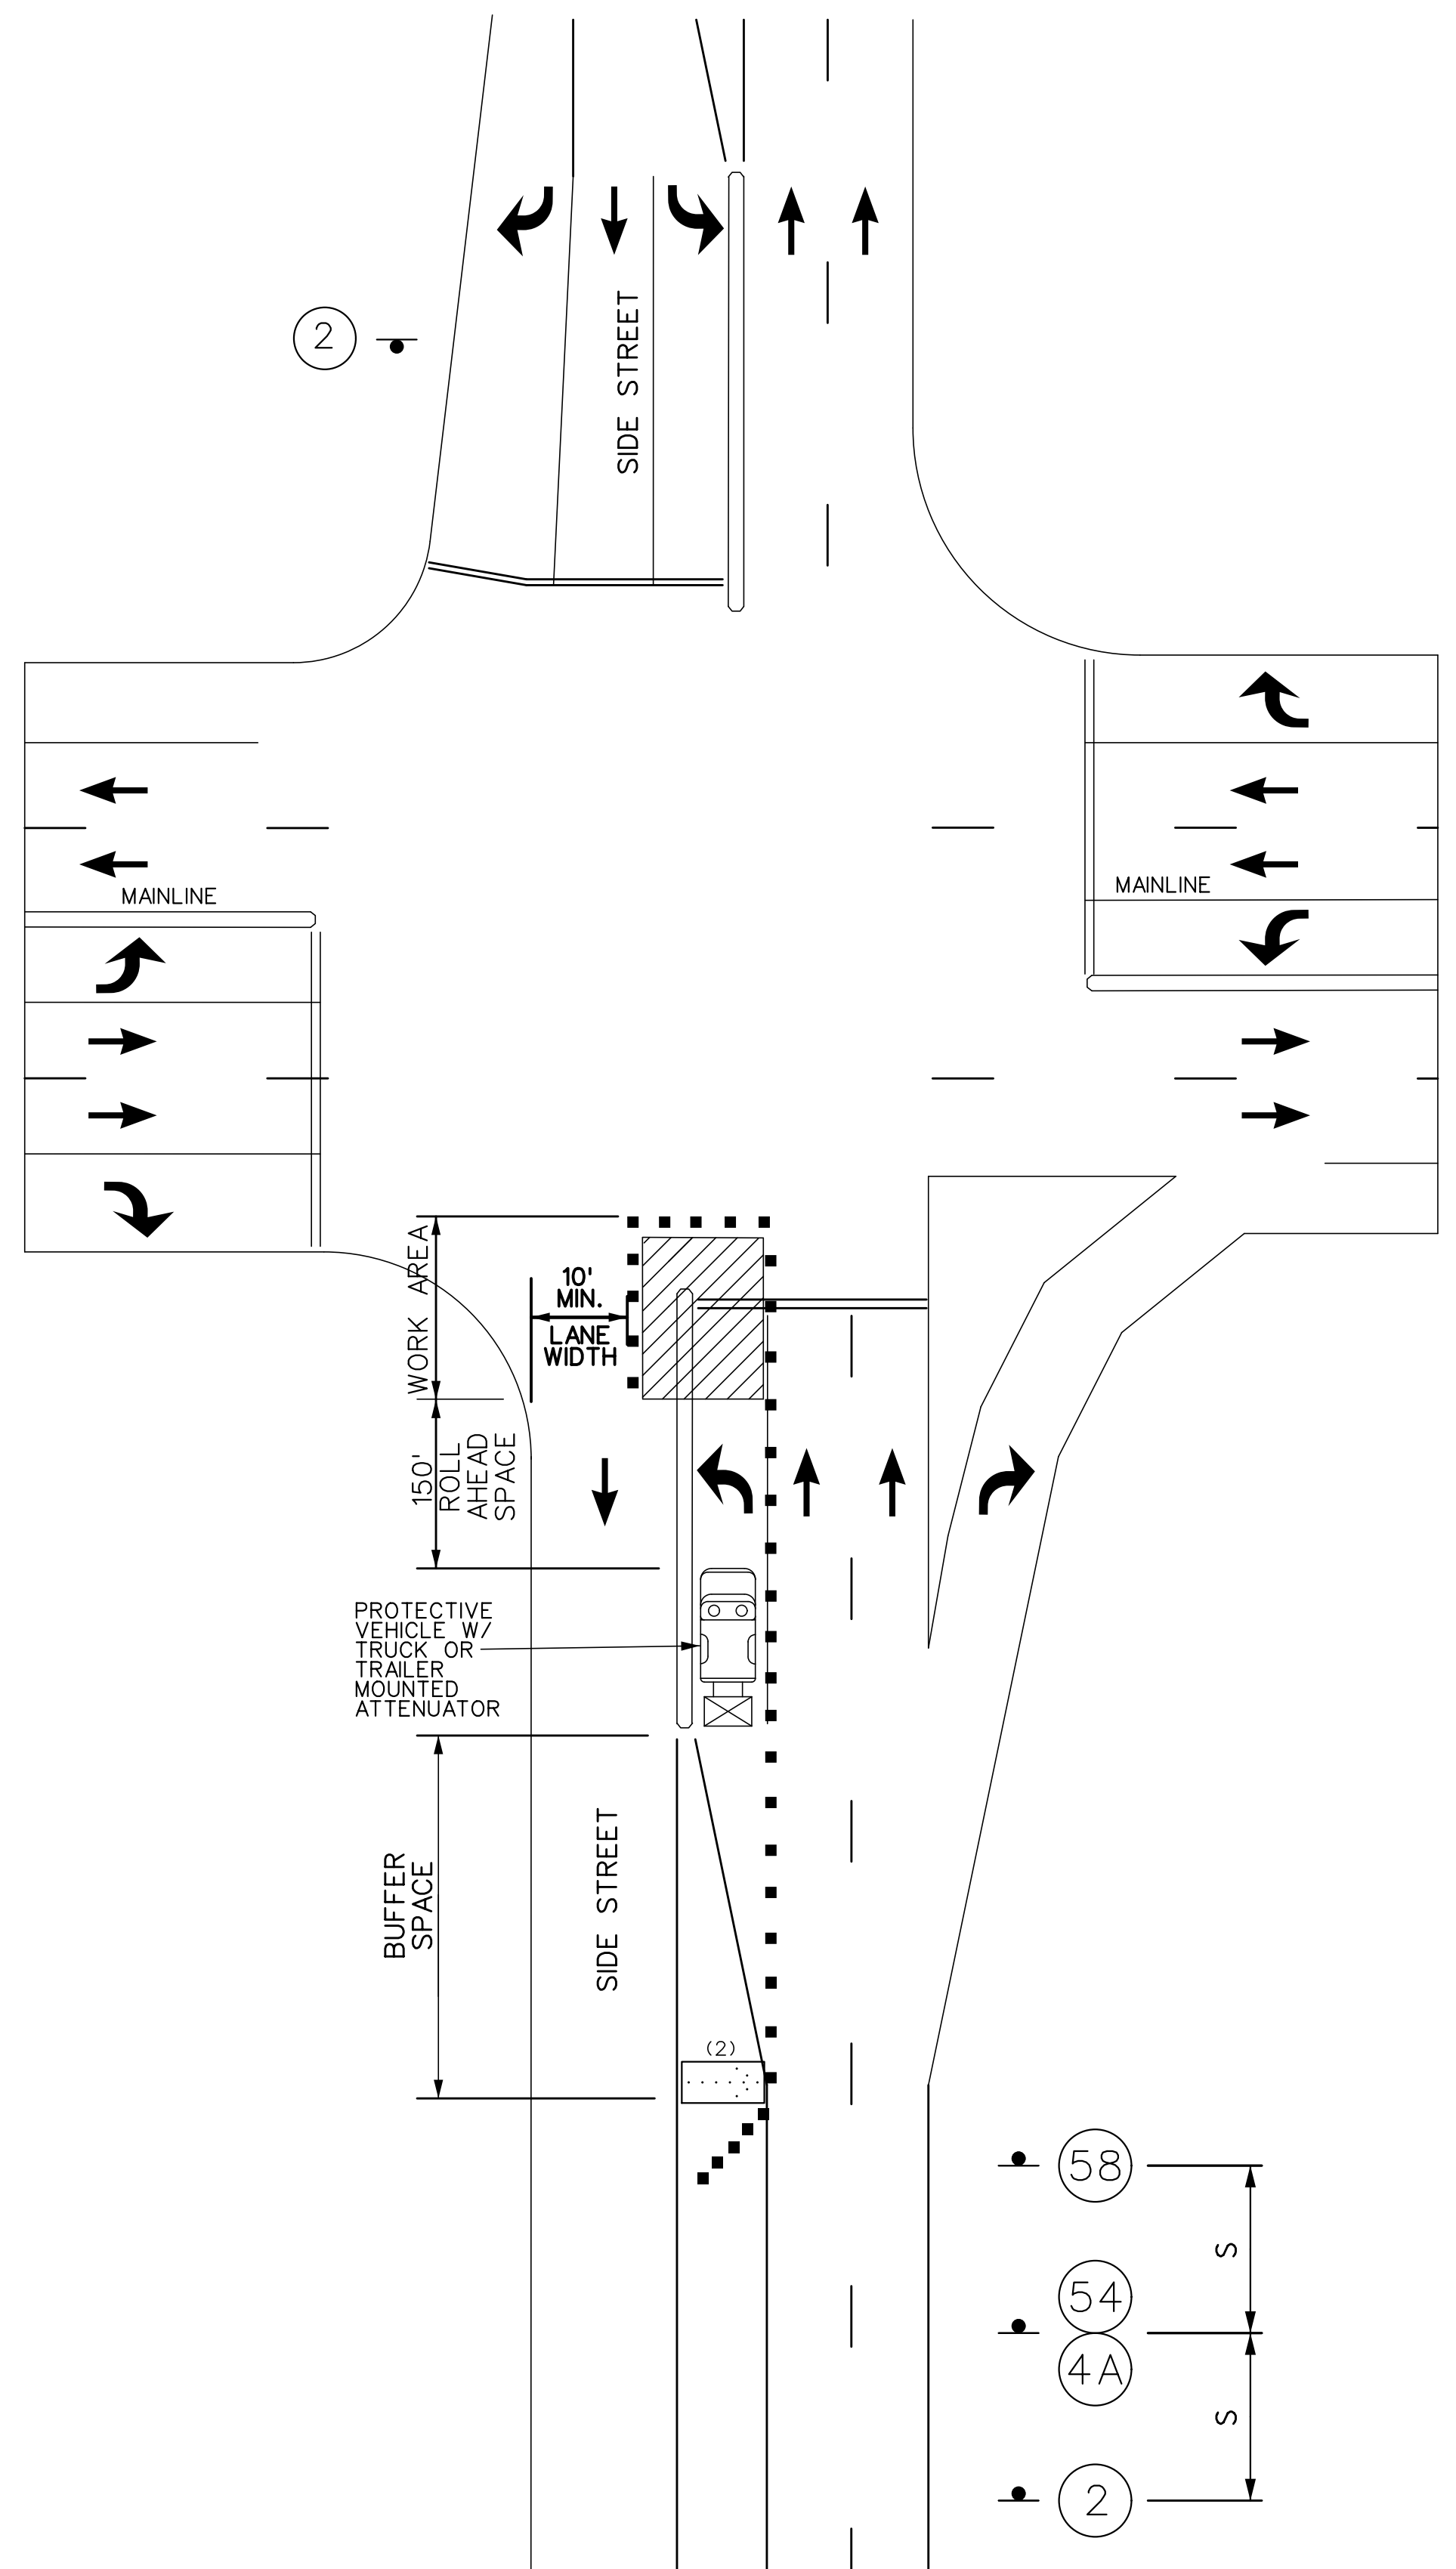 SIDE STREET
2
MAINLINE
MAINLINE
WORK AREA
10'
MIN.
LANE
WIDTH
150'
ROLL
AHEAD
SPACE
PROTECTIVE
VEHICLE W/
TRUCK OR
TRAILER
MOUNTED
ATTENUATOR
BUFFER
SPACE
SIDE STREET
(2)
58
S
54
4A
S
2